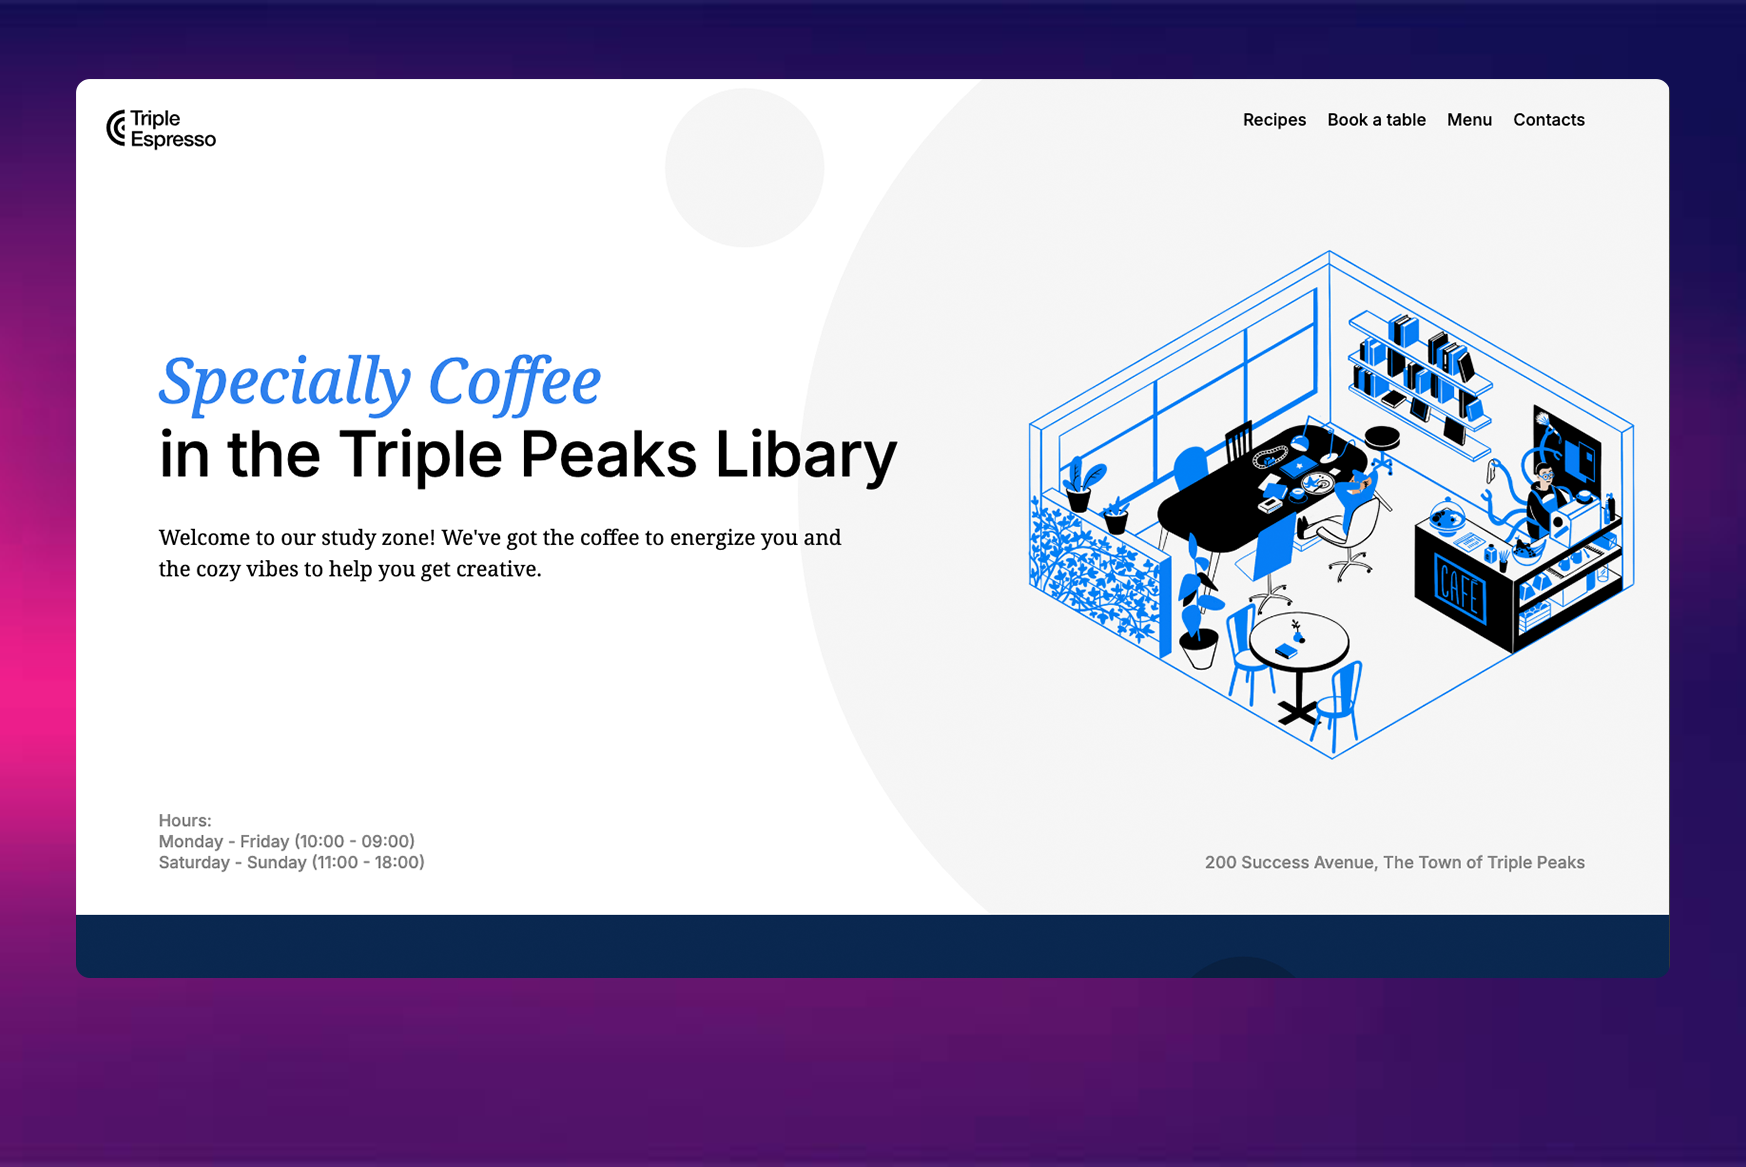 Triple
Espresso
Recipes Book a table Menu Contacts
Specially Coffee
in the Triple Peaks Libary
Welcome to our study zone! We've got the coffee to energize you and
the cozy vibes to help you get creative.
CAFE
Hours:
Monday - Friday (10:00 - 09:00)
Saturday - Sunday (11:00 - 18:00)
200 Success Avenue, The Town of Triple Peaks